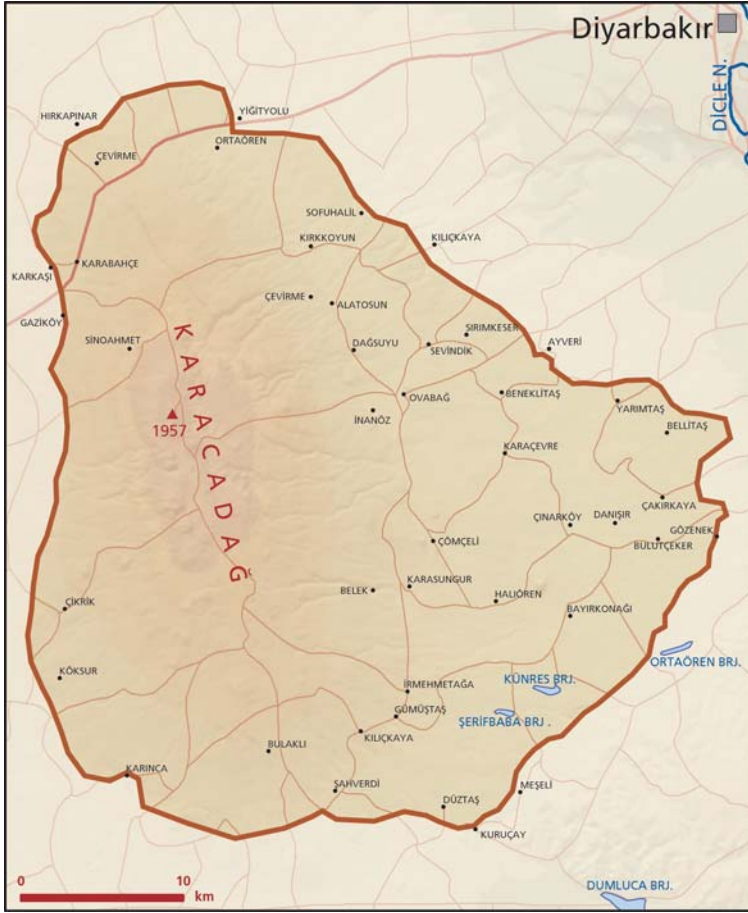 Diyarbakır
DİCLE N.
HIRKAPINAR
YİĞİTYOLU
ÇEVİRME
ORTAÖREN
SOFUHALİL
KIRKKOYUN
KILIÇKAYA
KARKAŞI
KARABAHÇE
ÇEVİRME
ALATOSUN
GAZİKÖY
SİNOAHMET
DAĞSUYU
SEVİNDİK
SIRIMKESER
AYVERİ
KARACADAĞ
1957
OVABAĞ
BENEKLİTAŞ
YARIMTAŞ
İNANÖZ
BELLİTAŞ
KARAÇEVRE
ÇAKIRKAYA
ÇINARKÖY
DANIŞIR
GÖZENEK
BÜLUTÇEKER
ÇÖMÇELİ
BELEK
KARASUNGUR
HALIÖREN
ÇİKRİK
BAYIRKONAĞI
ORTAÖREN BRJ.
KÖKSUR
İRMEHMETAĞA
KÜNRES BRJ.
GÜMÜŞTAŞ
ŞERİFBABA BRJ .
KILIÇKAYA
BULAKLI
KARINCA
ŞAHVERDİ
DÜZTAŞ
MEŞELİ
KURUÇAY
0 10
km
DUMLUCA BRJ.